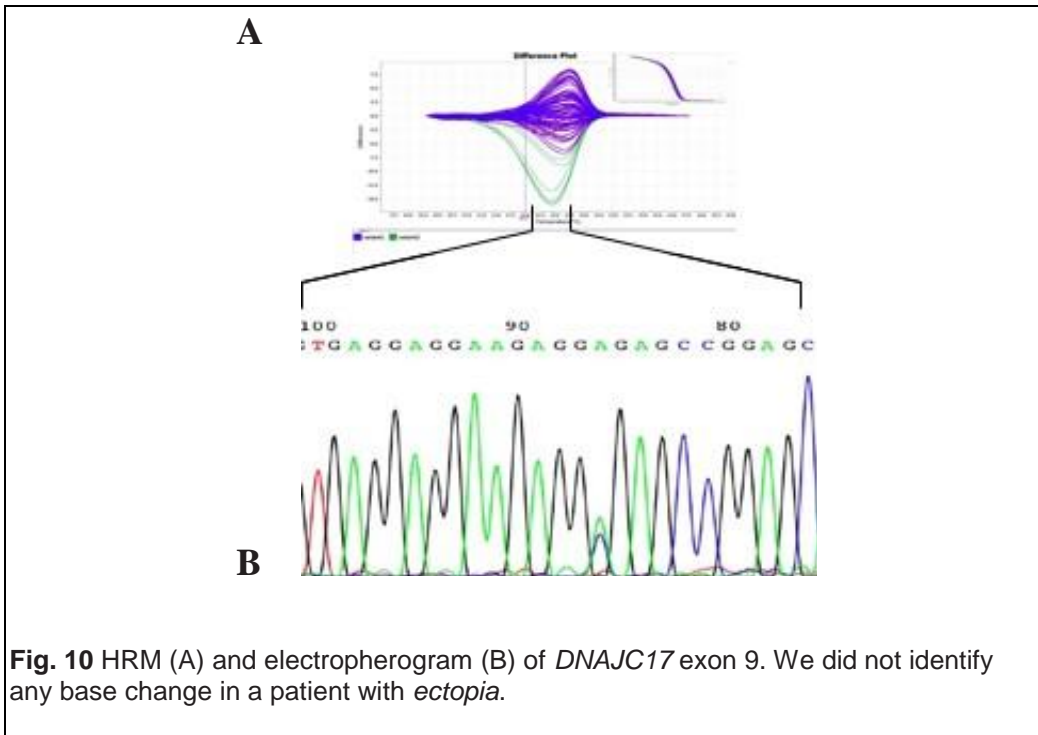 A
Difference Plot
100 90 80
G T G A G G A G G A A G A G G A G A G C C G G A G C
B
Fig. 10 HRM (A) and electropherogram (B) of DNAJC17 exon 9. We did not identify
any base change in a patient with ectopia.